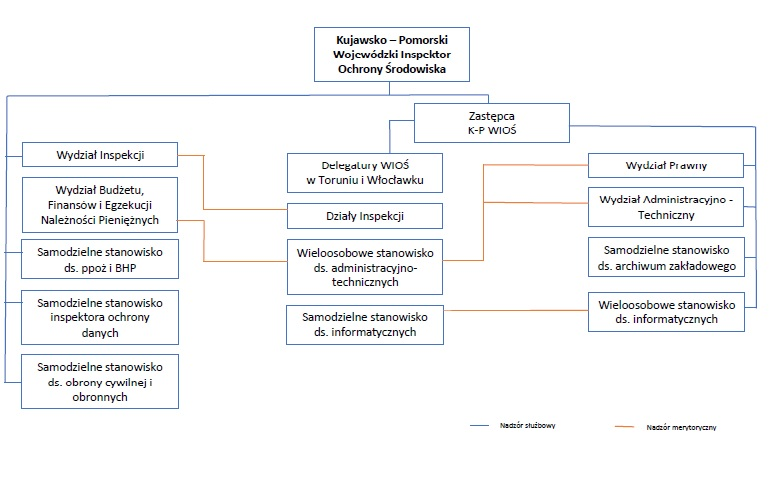 Kujawsko – Pomorski
Wojewódzki Inspektor
Ochrony Środowiska
Zastępca
K-P WIOŚ
Wydział Inspekcji
Wydział Budżetu,
Finansów i Egzekucji
Należności Pieniężnych
Samodzielne stanowisko
ds. ppoż i BHP
Samodzielne stanowisko
inspektora ochrony
danych
Samodzielne stanowisko
ds. obrony cywilnej i
obronnych
Delegatury WIOŚ
w Toruniu i Włocławku
Działy Inspekcji
Wieloosobowe stanowisko
ds. administracyjno-
technicznych
Samodzielne stanowisko
ds. informatycznych
Wydział Prawny
Wydział Administracyjno -
Techniczny
Samodzielne stanowisko
ds. archiwum zakładowego
Wieloosobowe stanowisko
ds. informatycznych
Nadzór służbowy
Nadzór merytoryczny